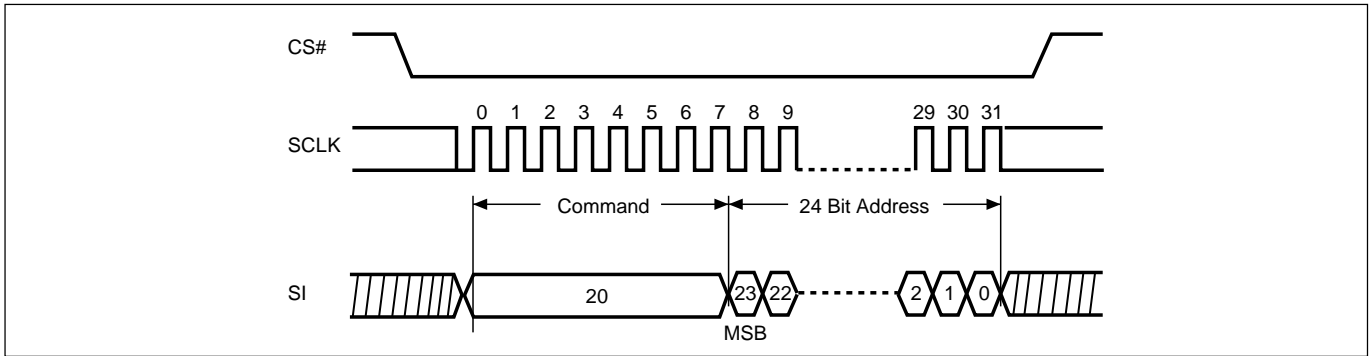 CS#
0 1 2 3 4 5 6 7 8 9 29 30 31
SCLK
Command 24 Bit Address
SI 20 23 22 2 1 0
MSB